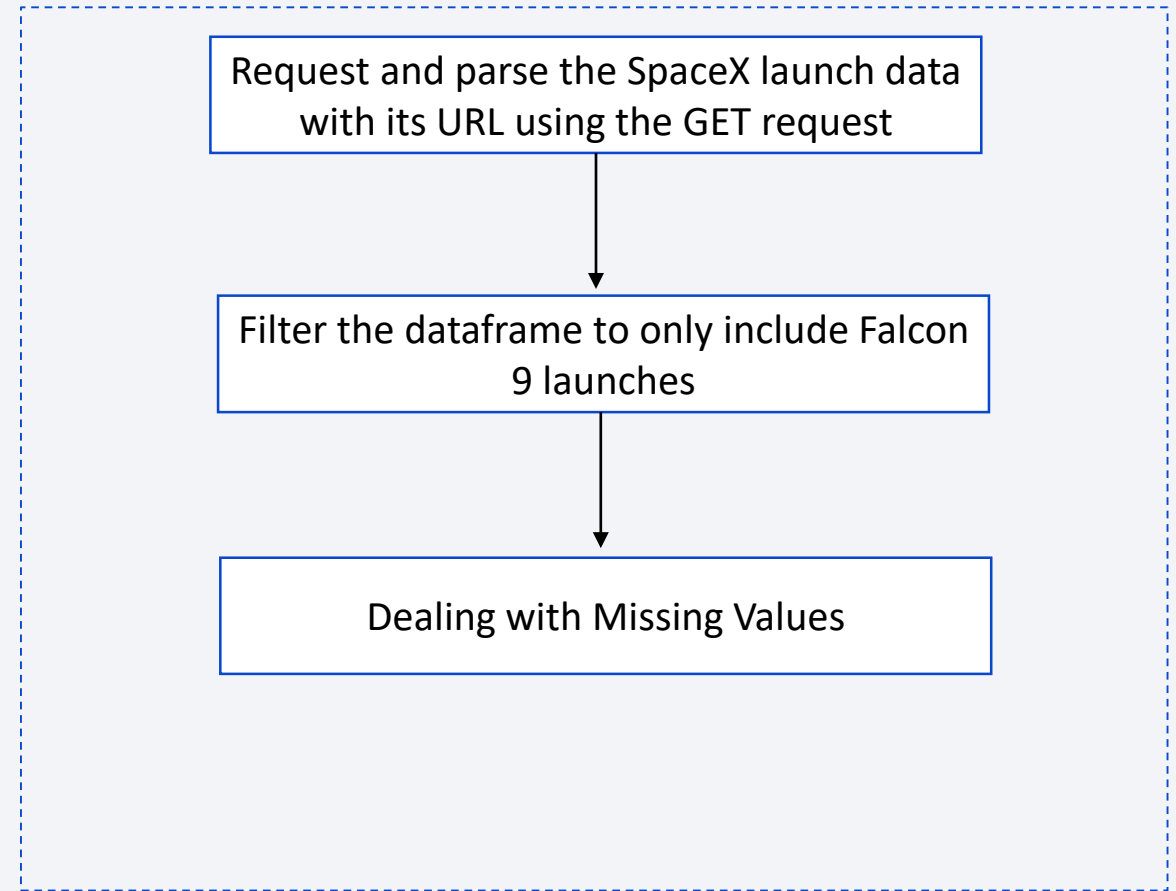 Request and parse the SpaceX launch data
with its URL using the GET request
Filter the dataframe to only include Falcon
9 launches
Dealing with Missing Values